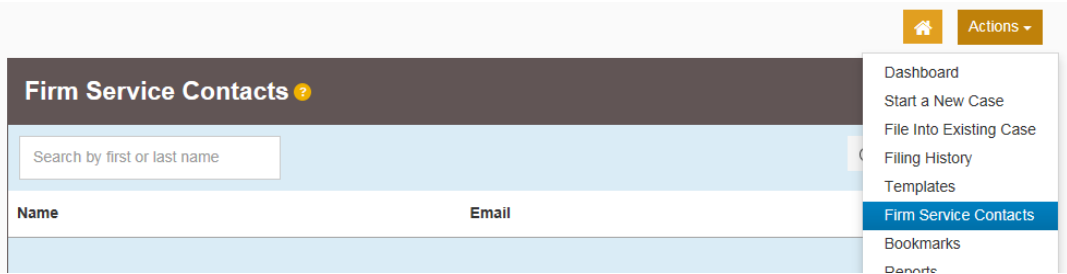 Actions
Firm Service Contacts ?
Dashboard
Start a New Case
File Into Existing Case
Search by first or last name
Filing History
Templates
Name Email
Firm Service Contacts
Bookmarks
Reports